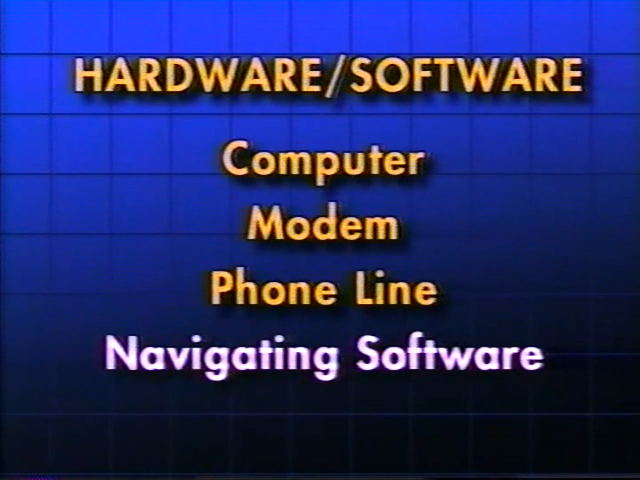 HARDWARE/SOFTWARE
Computer
Modem
Phone Line
Navigating Software